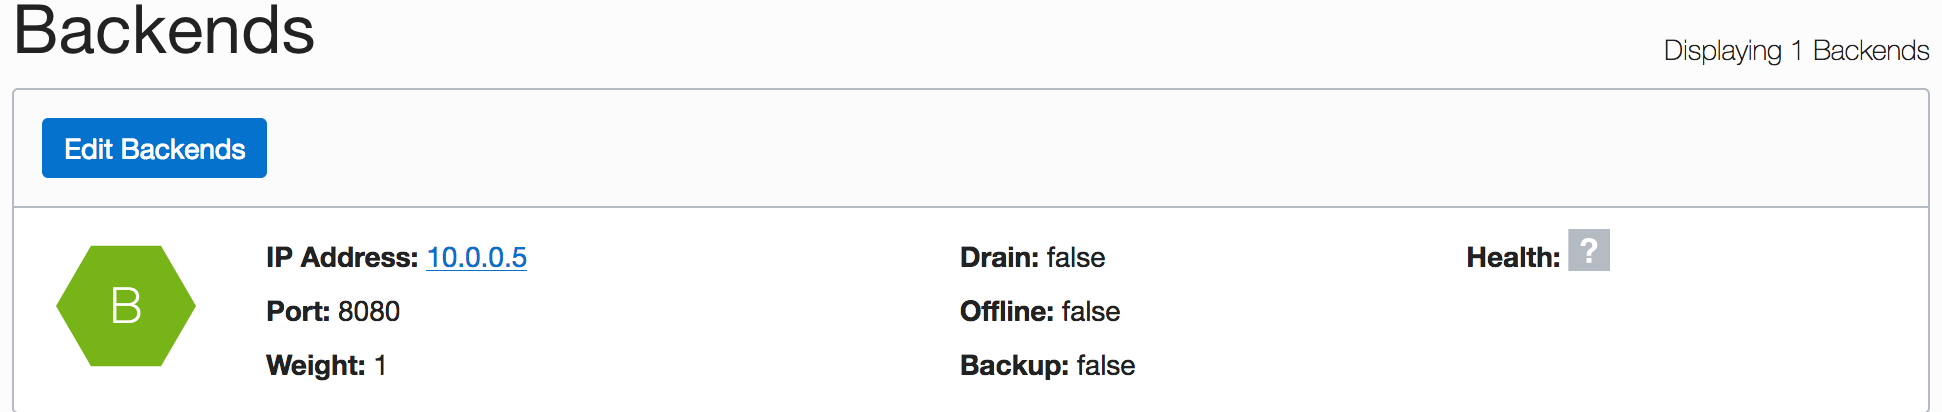 Backends
Displaying 1 Backends
Edit Backends
B
IP Address: 10.0.0.5
Port: 8080
Weight: 1
Drain: false
Offline: false
Backup: false
Health: ?